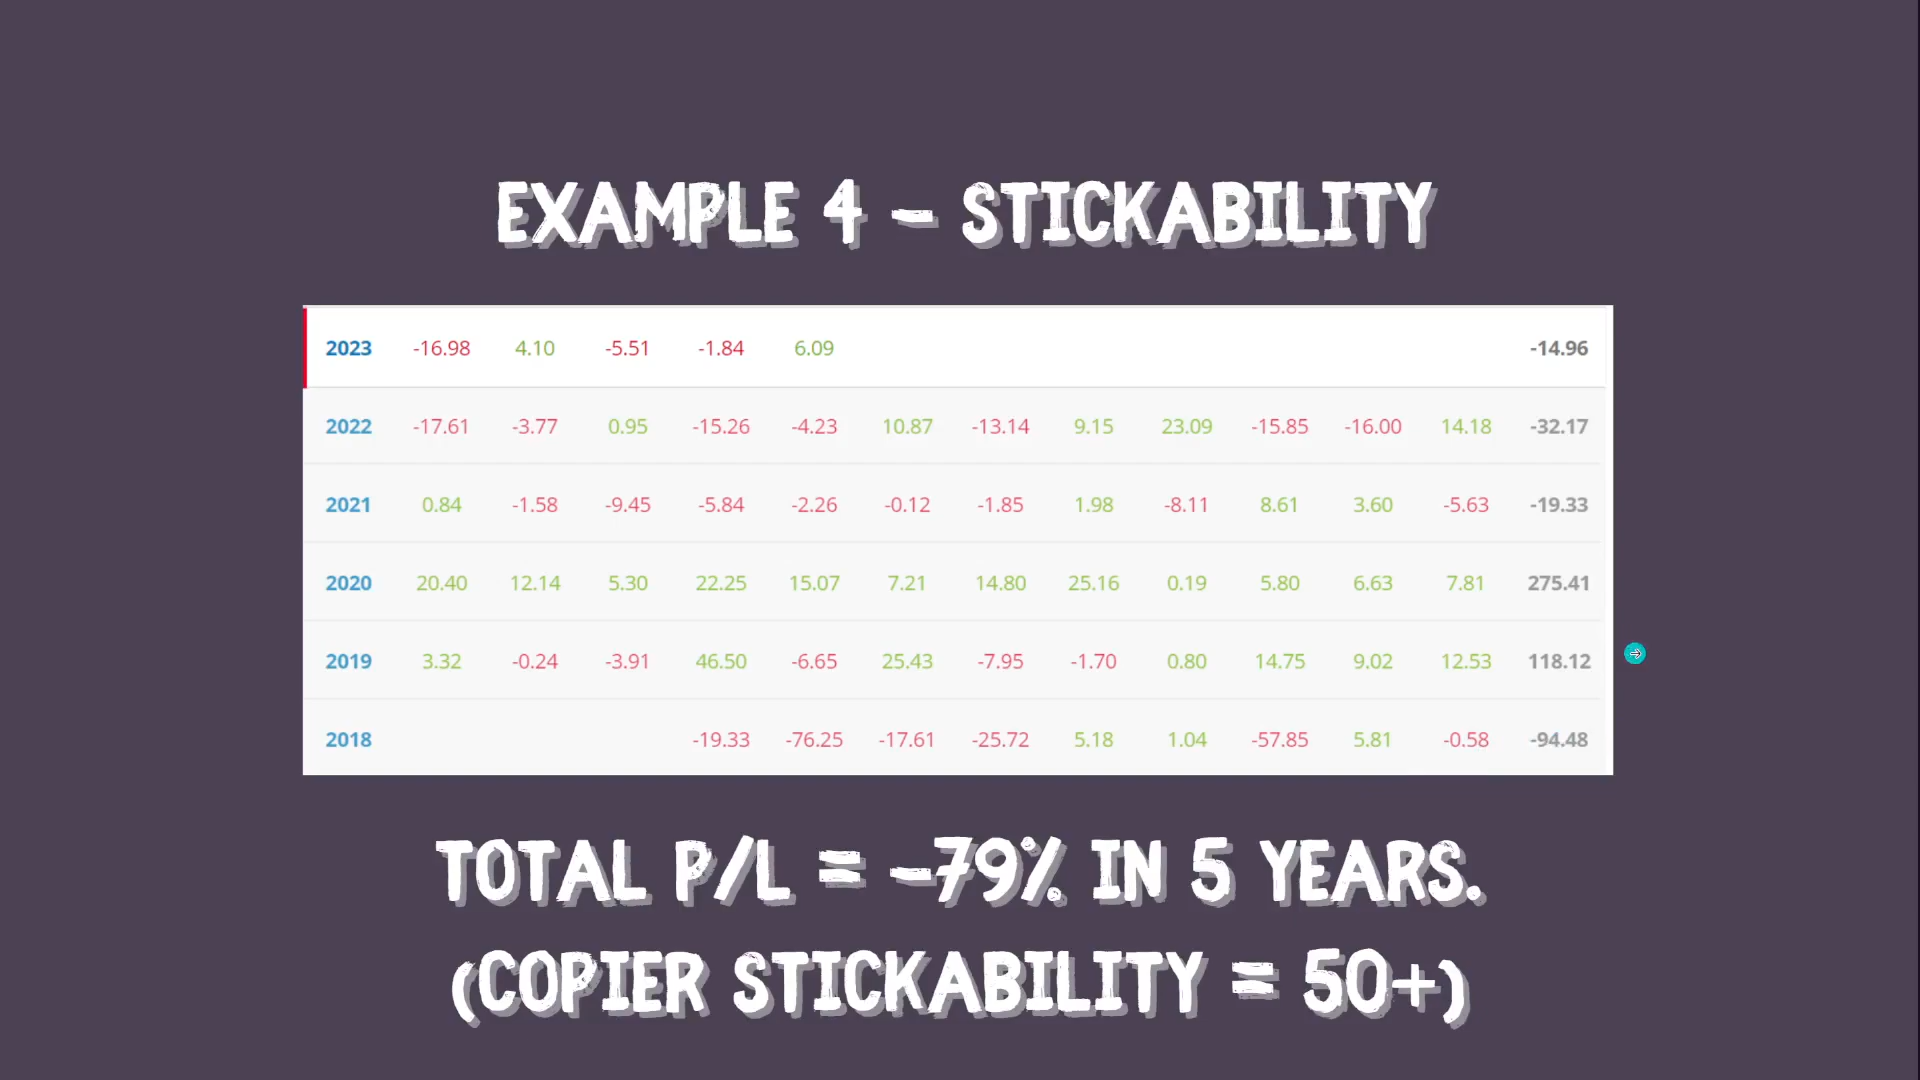 EXAMPLE 4 - STICKABILITY
2023 -16.98 4.10 -5.51 -1.84 6.09 -14.96
2022 -17.61 -3.77 0.95 -15.26 -4.23 10.87 -13.14 9.15 23.09 -15.85 -16.00 14.18 -32.17
2021 0.84 -1.58 -9.45 -5.84 -2.26 -0.12 -1.85 1.98 -8.11 8.61 3.60 -5.63 -19.33
2020 20.40 12.14 5.30 22.25 15.07 7.21 14.80 25.16 0.19 5.80 6.63 7.81 275.41
2019 3.32 -0.24 -3.91 46.50 -6.65 25.43 -7.95 -1.70 0.80 14.75 9.02 12.53 118.12
2018 -19.33 -76.25 -17.61 -25.72 5.18 1.04 -57.85 5.81 -0.58 -94.48
TOTAL P/L = -79% IN 5 YEARS.
(COPIER STICKABILITY = 50+)